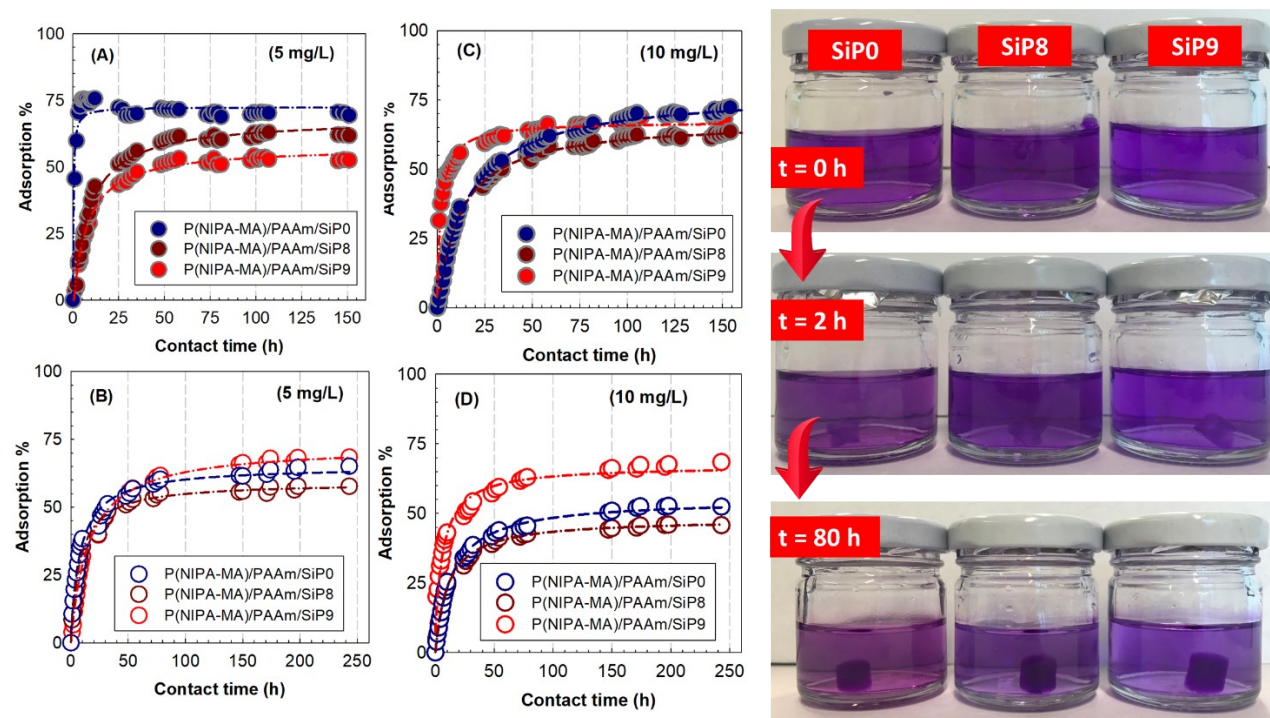 (A)
(5 mg/L)
Adsorption %
100
75
50
25
0
P(NIPA-MA)/PAAm/SiP0
P(NIPA-MA)/PAAm/SiP8
P(NIPA-MA)/PAAm/SiP9
0 25 50 75 100 125 150
Contact time (h)
(C)
(10 mg/L)
Adsorption %
100
75
50
25
0
P(NIPA-MA)/PAAm/SiP0
P(NIPA-MA)/PAAm/SiP8
P(NIPA-MA)/PAAm/SiP9
0 25 50 75 100 125 150
Contact time (h)
(B)
(5 mg/L)
Adsorption %
100
75
50
25
0
P(NIPA-MA)/PAAm/SiP0
P(NIPA-MA)/PAAm/SiP8
P(NIPA-MA)/PAAm/SiP9
0 50 100 150 200 250
Contact time (h)
(D)
(10 mg/L)
Adsorption %
100
75
50
25
0
P(NIPA-MA)/PAAm/SiP0
P(NIPA-MA)/PAAm/SiP8
P(NIPA-MA)/PAAm/SiP9
0 50 100 150 200 250
Contact time (h)
SiP0 SiP8 SiP9
t = 0 h
t = 2 h
t = 80 h